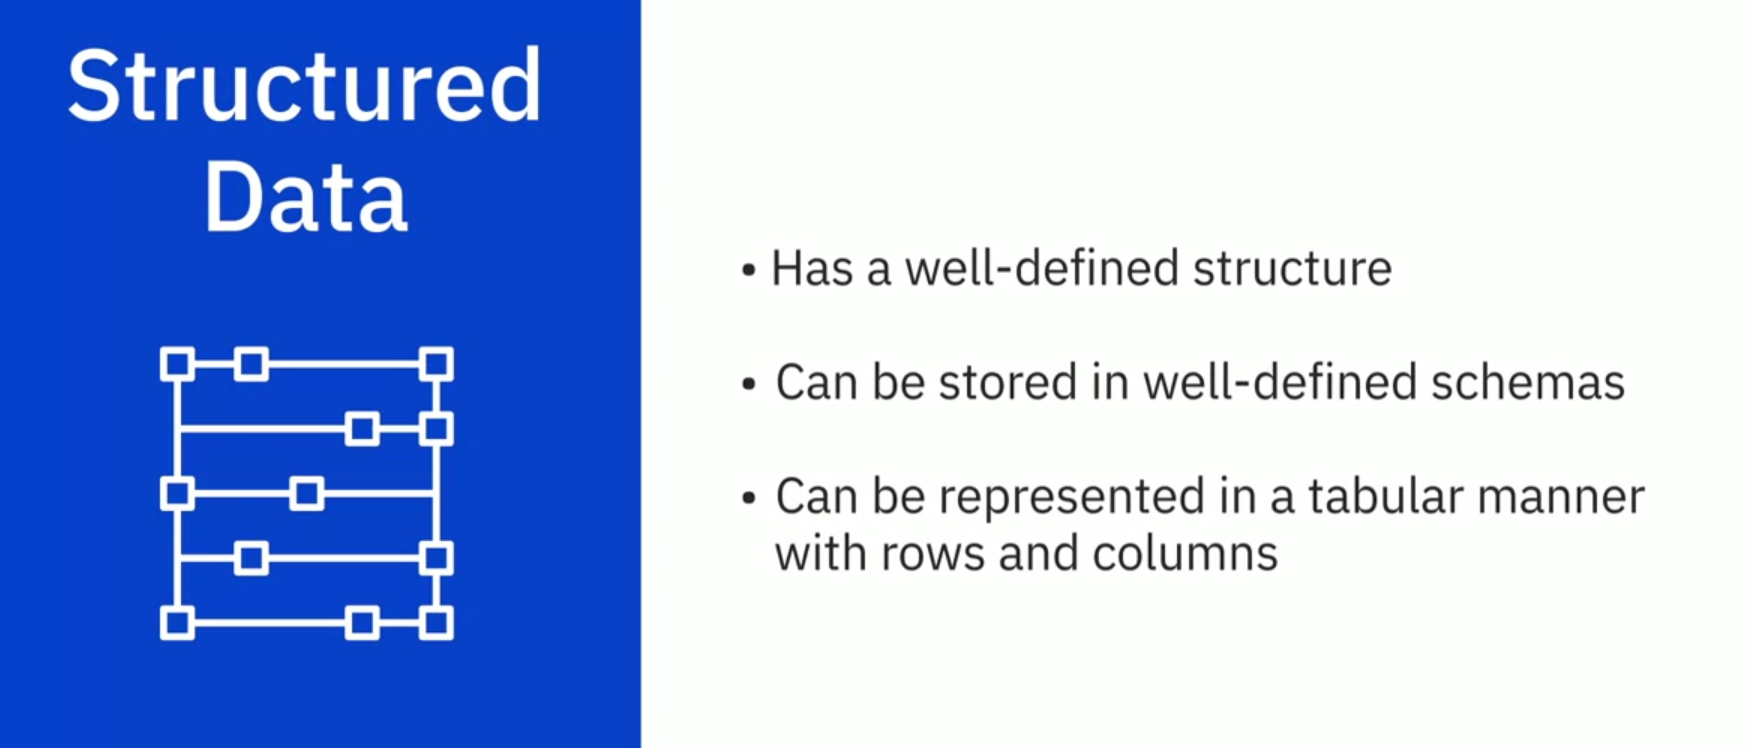 Structured
Data
• Has a well-defined structure
• Can be stored in well-defined schemas
• Can be represented in a tabular manner
with rows and columns